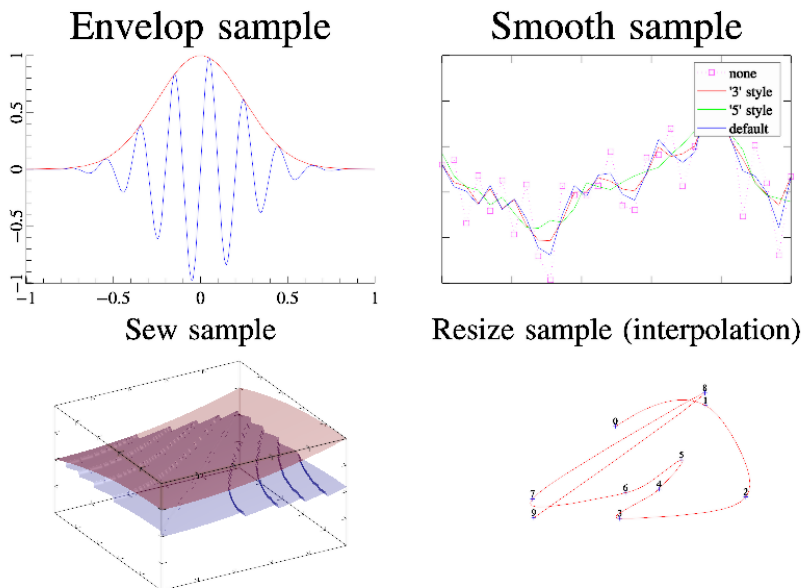 Envelop sample
Smooth sample
1
0.5
0
−0.5
−1
−1
−0.5
0
0.5
1
none
'3' style
'5' style
default
Sew sample
Resize sample (interpolation)
8
1
0
5
6
4
7
2
9
3